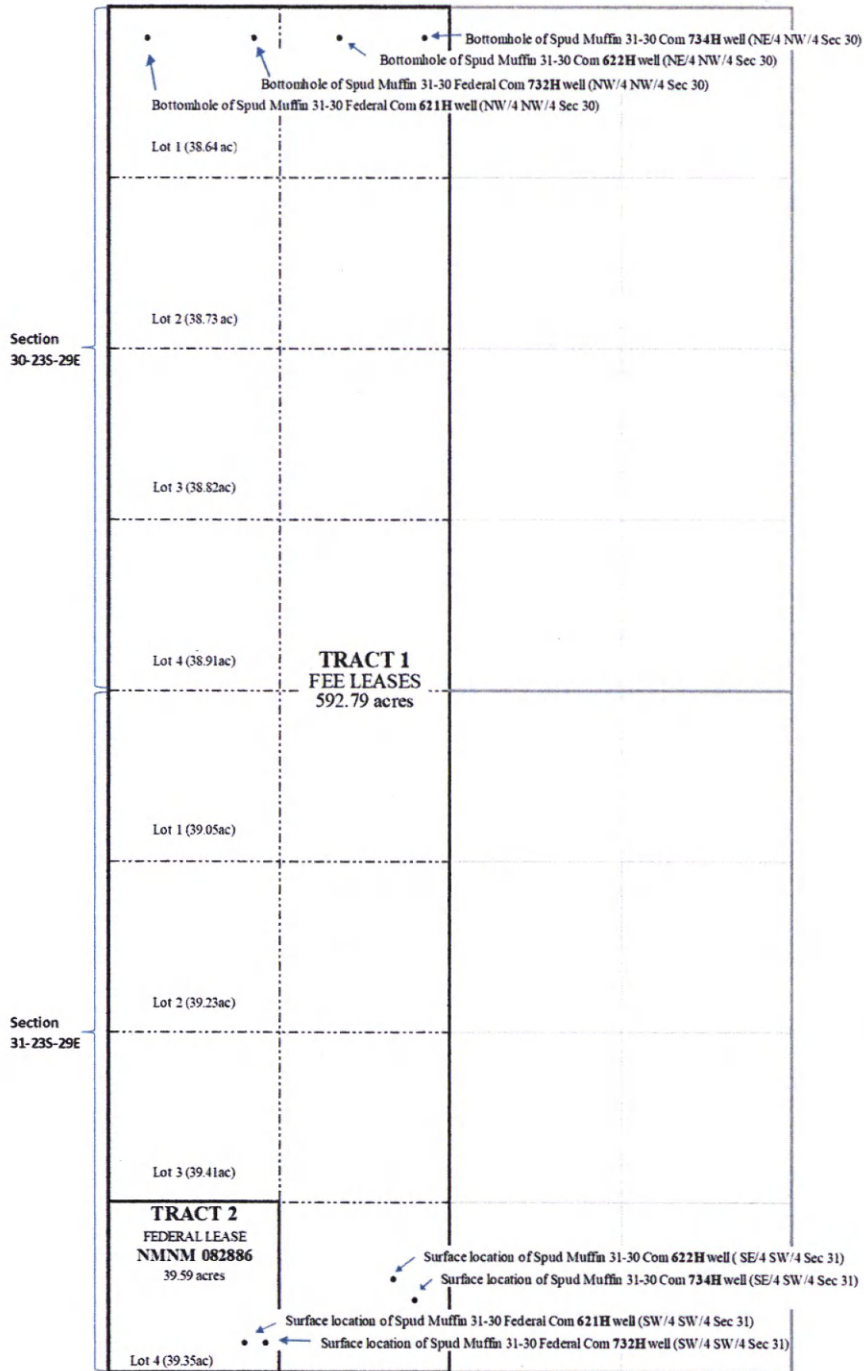 Bottomhole of Spud Muffin 31-30 Com 734H well (NE/4 NW/4 Sec 30)
Bottomhole of Spud Muffin 31-30 Com 622H well (NE/4 NW/4 Sec 30)
Bottomhole of Spud Muffin 31-30 Federal Com 732H well (NW/4 NW/4 Sec 30)
Bottomhole of Spud Muffin 31-30 Federal Com 621H well (NW/4 NW/4 Sec 30)
Lot 1 (38.64 ac)
Lot 2 (38.73 ac)
Section
30-23S-29E
Lot 3 (38.82ac)
Lot 4 (38.91ac)
TRACT 1
FEE LEASES
592.79 acres
Lot 1 (39.05ac)
Lot 2 (39.23ac)
Section
31-23S-29E
Lot 3 (39.41ac)
TRACT 2
FEDERAL LEASE
NMNM 082886
39.59 acres
Surface location of Spud Muffin 31-30 Com 622H well ( SE/4 SW/4 Sec 31)
Surface location of Spud Muffin 31-30 Com 734H well (SE/4 SW/4 Sec 31)
Surface location of Spud Muffin 31-30 Federal Com 621H well (SW/4 SW/4 Sec 31)
Surface location of Spud Muffin 31-30 Federal Com 732H well (SW/4 SW/4 Sec 31)
Lot 4 (39.35ac)